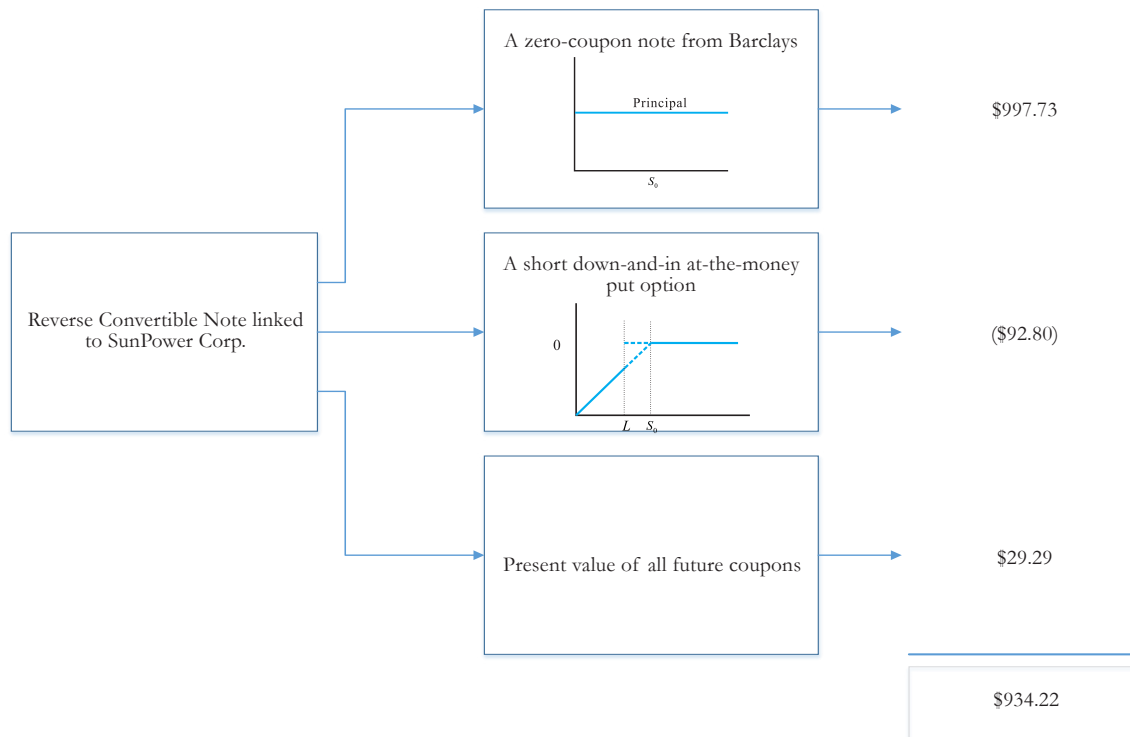 A zero-coupon note from Barclays
Principal
S₀
$997.73
Reverse Convertible Note linked
to SunPower Corp.
A short down-and-in at-the-money
put option
0
L S₀
($92.80)
Present value of all future coupons
$29.29
$934.22